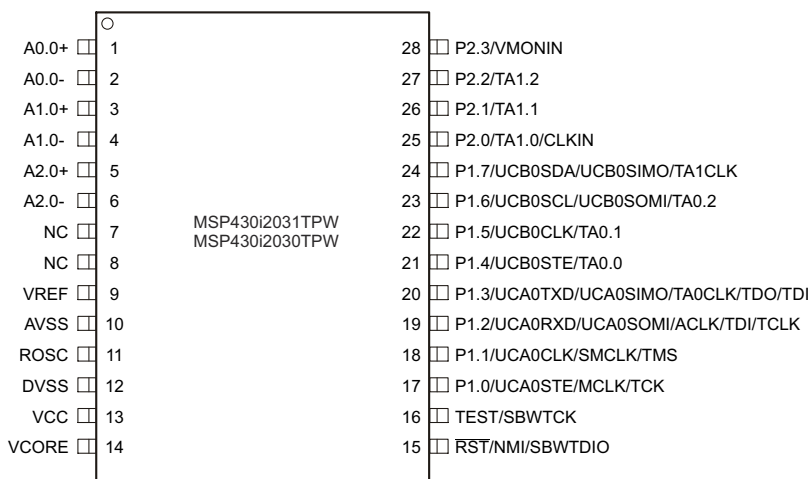 A0.0+ 1 28 P2.3/VMONIN
A0.0- 2 27 P2.2/TA1.2
A1.0+ 3 26 P2.1/TA1.1
A1.0- 4 25 P2.0/TA1.0/CLKIN
A2.0+ 5 24 P1.7/UCB0SDA/UCB0SIMO/TA1CLK
A2.0- 6 23 P1.6/UCB0SCL/UCB0SOMI/TA0.2
NC 7 22 P1.5/UCB0CLK/TA0.1
MSP430i2031TPW
MSP430i2030TPW
NC 8 21 P1.4/UCB0STE/TA0.0
VREF 9 20 P1.3/UCA0TXD/UCA0SIMO/TA0CLK/TDO/TDI
AVSS 10 19 P1.2/UCA0RXD/UCA0SOMI/ACLK/TDI/TCLK
ROSC 11 18 P1.1/UCA0CLK/SMCLK/TMS
DVSS 12 17 P1.0/UCA0STE/MCLK/TCK
VCC 13 16 TEST/SBWTCK
VCORE 14 15 RST/NMI/SBWTDIO